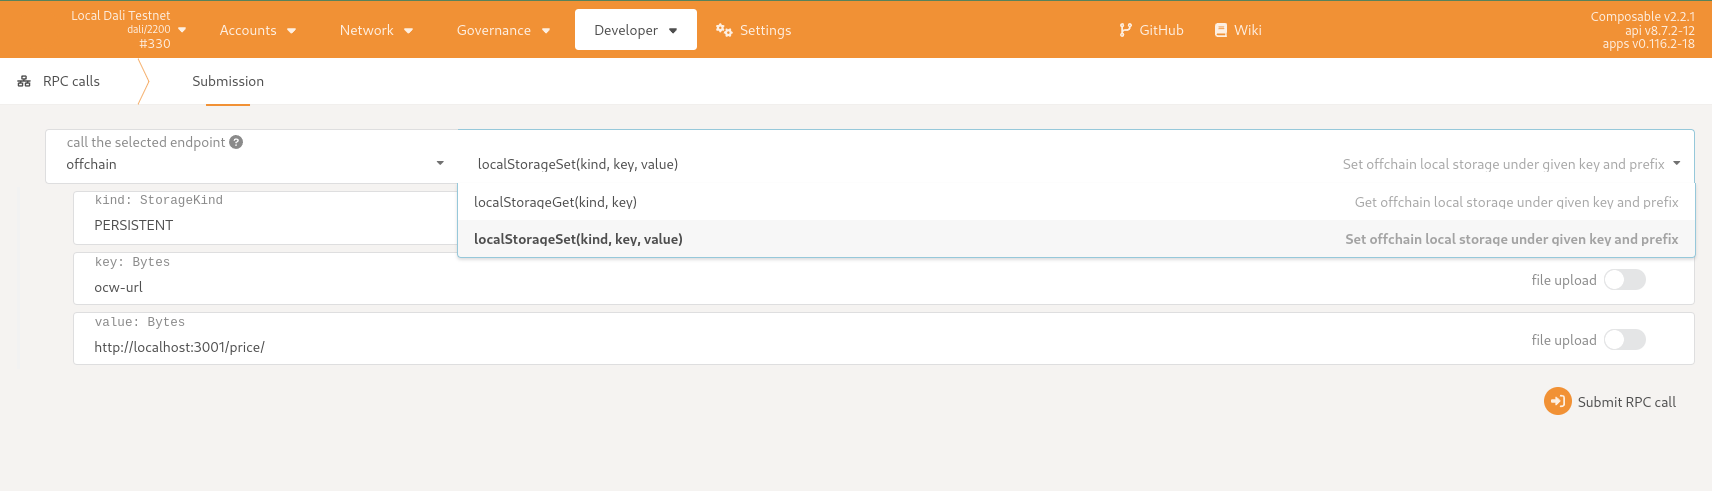 Local Dali Testnet
dali/2200
#330
Accounts
Network
Governance
Developer
Settings
GitHub
Wiki
Composable v2.2.1
api v8.7.2-12
apps v0.116.2-18
RPC calls
Submission
call the selected endpoint ?
offchain
localStorageSet(kind, key, value)
Set offchain local storage under given key and prefix
localStorageGet(kind, key)
Get offchain local storage under given key and prefix
localStorageSet(kind, key, value)
Set offchain local storage under given key and prefix
kind: StorageKind
PERSISTENT
key: Bytes
ocw-url
file upload
value: Bytes
http://localhost:3001/price/
file upload
Submit RPC call